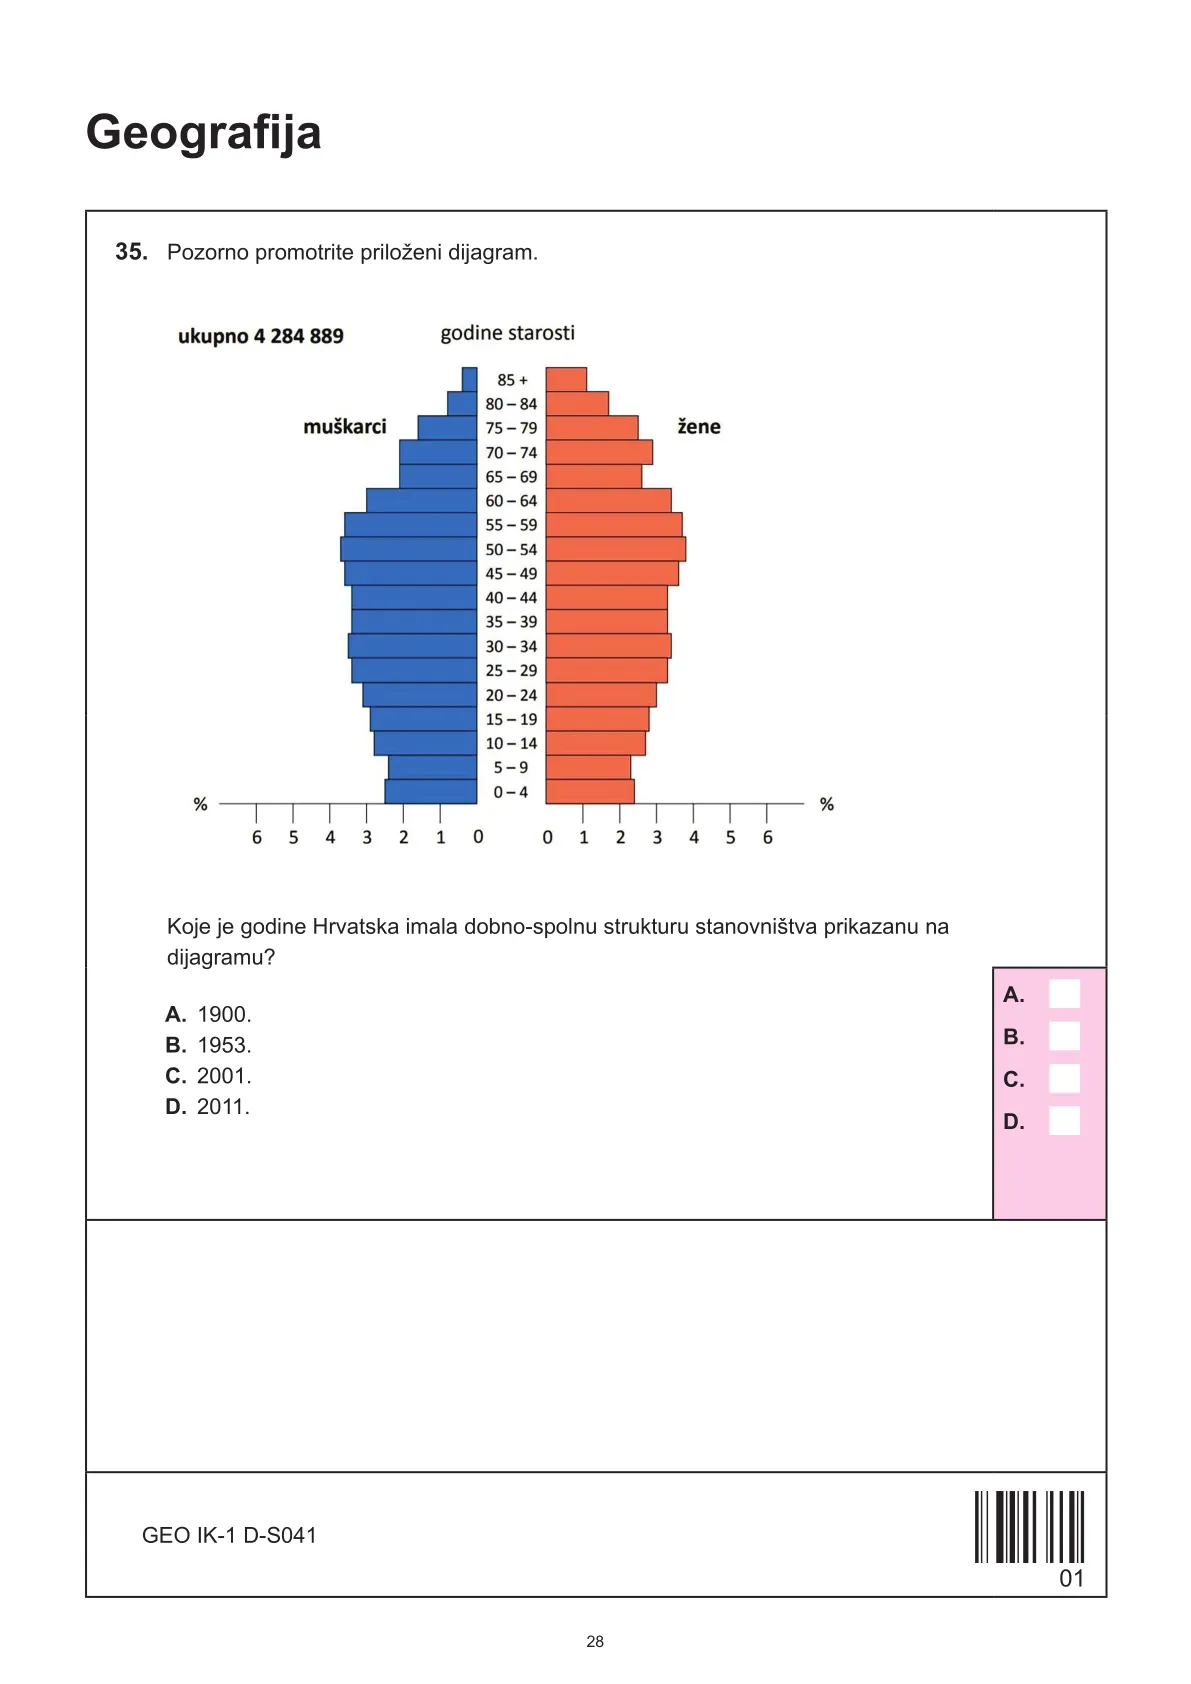 Geografija
35. Pozorno promotrite priloženi dijagram.
ukupno 4 284 889
godine starosti
muškarci
žene
85 +
80 – 84
75 – 79
70 – 74
65 – 69
60 – 64
55 – 59
50 – 54
45 – 49
40 – 44
35 – 39
30 – 34
25 – 29
20 – 24
15 – 19
10 – 14
5 – 9
0 – 4
% %
6 5 4 3 2 1 0 0 1 2 3 4 5 6
Koje je godine Hrvatska imala dobno-spolnu strukturu stanovništva prikazanu na
dijagramu?
A. 1900.
B. 1953.
C. 2001.
D. 2011.
A.
B.
C.
D.
GEO IK-1 D-S041
01
28